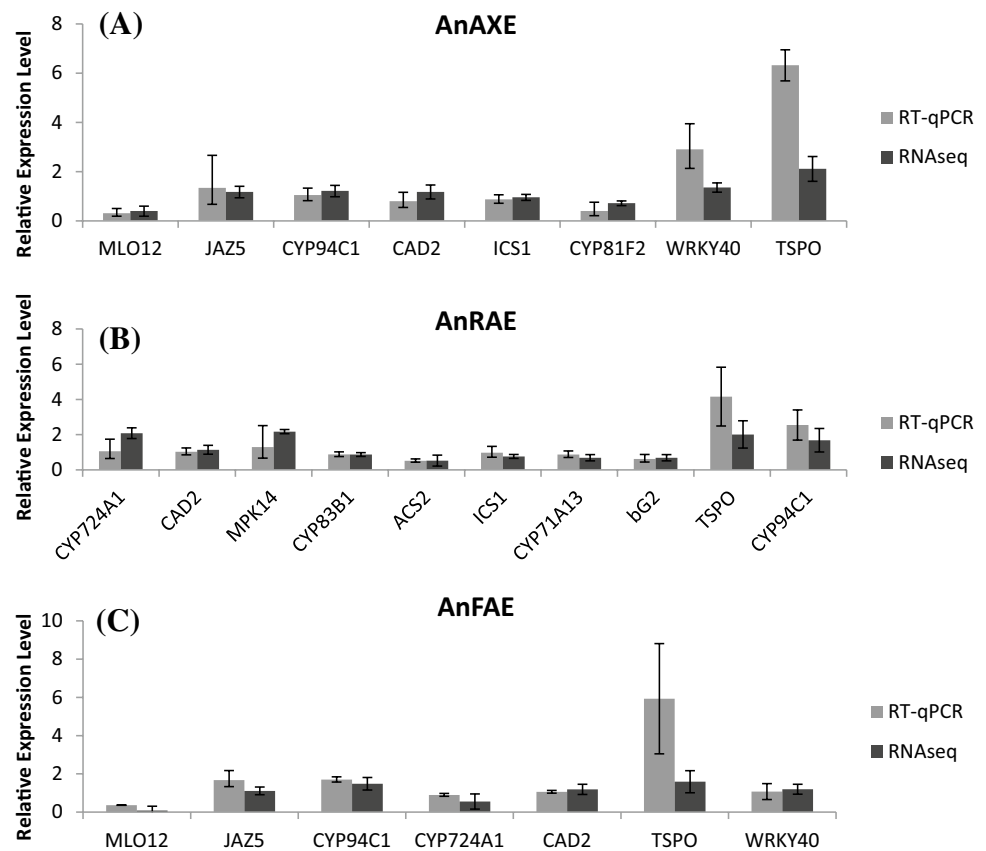 (A)
AnAXE
Relative Expression Level
8
6
4
2
0
MLO12 JAZ5 CYP94C1 CAD2 ICS1 CYP81F2 WRKY40 TSPO
RT-qPCR
RNAseq
(B)
AnRAE
Relative Expression Level
8
6
4
2
0
CYP724A1 CAD2 MPK14 CYP83B1 ACS2 ICS1 CYP71A13 bG2 TSPO CYP94C1
RT-qPCR
RNAseq
(C)
AnFAE
Relative Expression Level
10
8
6
4
2
0
MLO12 JAZ5 CYP94C1 CYP724A1 CAD2 TSPO WRKY40
RT-qPCR
RNAseq